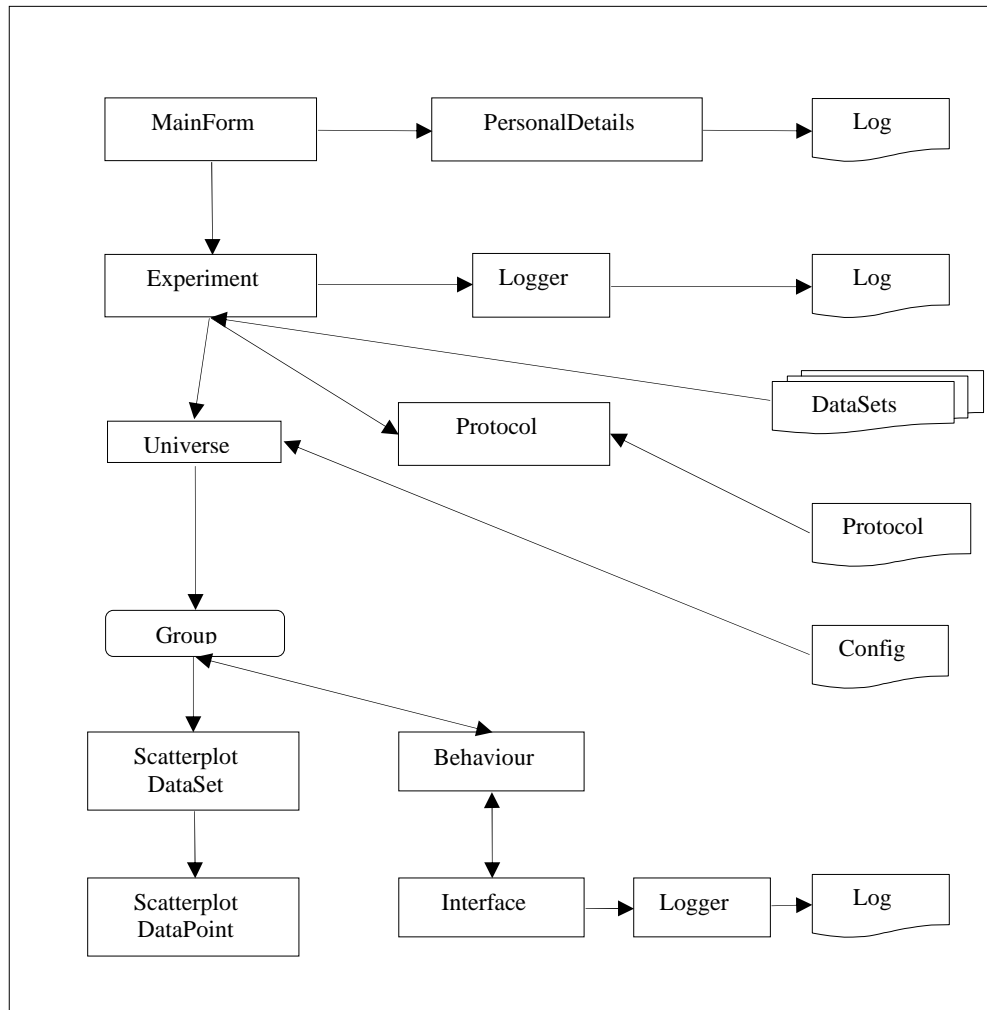 MainForm
PersonalDetails
Log
Experiment
Logger
Log
DataSets
Universe
Protocol
Protocol
Group
Config
Scatterplot
DataSet
Behaviour
Scatterplot
DataPoint
Interface
Logger
Log